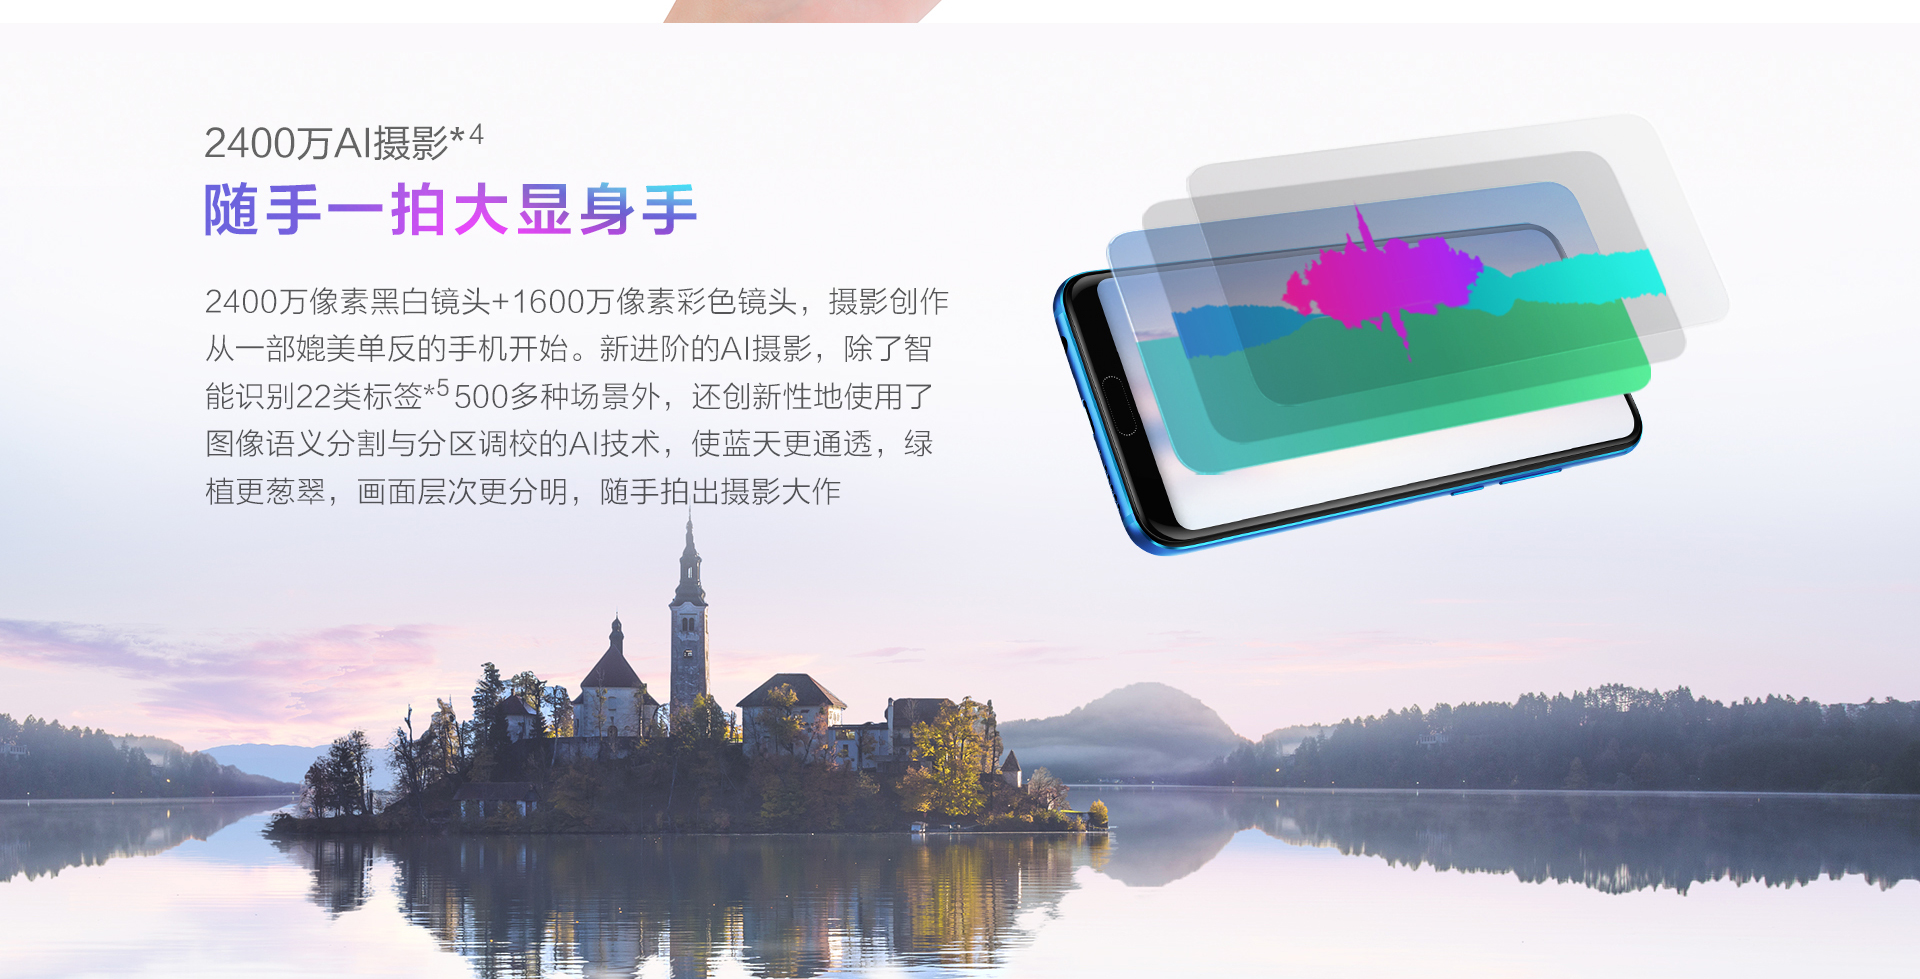 2400万AI摄影*4
随手一拍大显身手
2400万像素黑白镜头+1600万像素彩色镜头，摄影创作
从一部媲美单反的手机开始。新进阶的AI摄影，除了智
能识别22类标签*5 500多种场景外，还创新性地使用了
图像语义分割与分区调校的AI技术，使蓝天更通透，绿
植更葱翠，画面层次更分明，随手拍出摄影大作